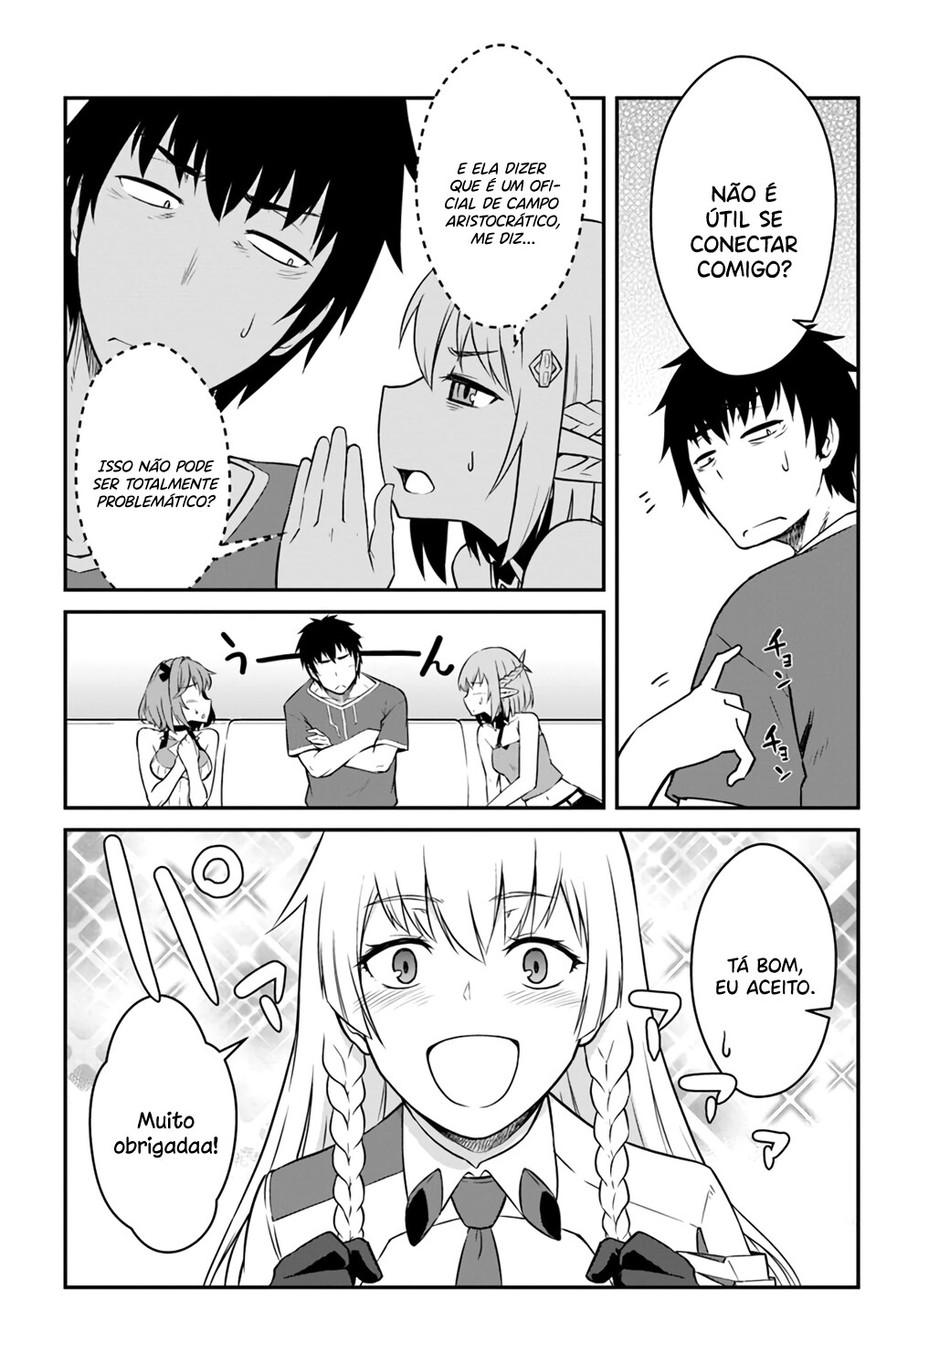 NÃO É
ÚTIL SE
CONECTAR
COMIGO?
チョン
チョン
E ELA DIZER
QUE É UM OFI-
CIAL DE CAMPO
ARISTOCRÁTICO,
ME DIZ...
ISSO NÃO PODE
SER TOTALMENTE
PROBLEMÁTICO?
うーーん
TÁ BOM,
EU ACEITO.
パアア
Muito
obrigadaa!